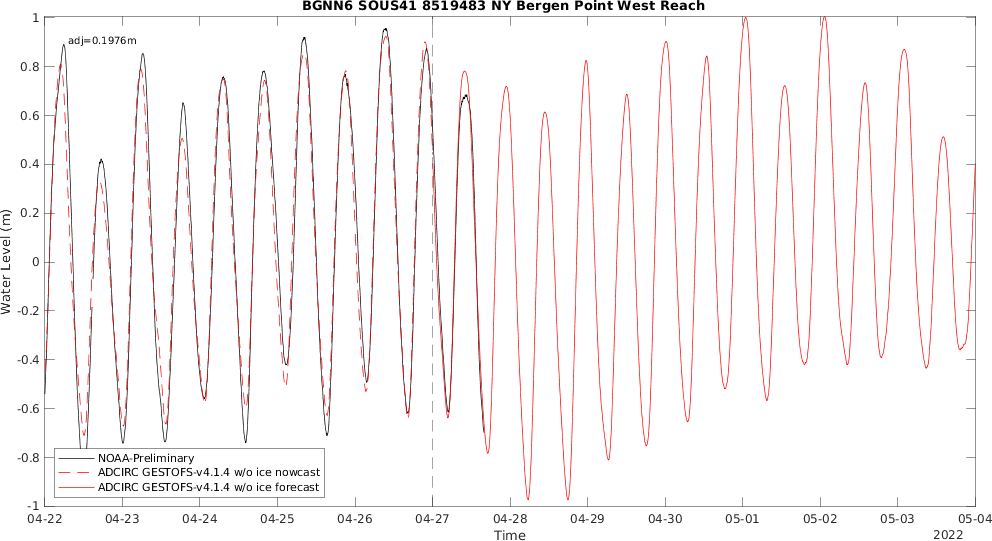 BGNN6 SOUS41 8519483 NY Bergen Point West Reach
adj=0.1976m
1
0.8
0.6
0.4
0.2
0
-0.2
-0.4
-0.6
-0.8
-1
Water Level (m)
NOAA-Preliminary
ADCIRC GESTOFS-v4.1.4 w/o ice nowcast
ADCIRC GESTOFS-v4.1.4 w/o ice forecast
04-22 04-23 04-24 04-25 04-26 04-27 04-28 04-29 04-30 05-01 05-02 05-03 05-04
Time
2022